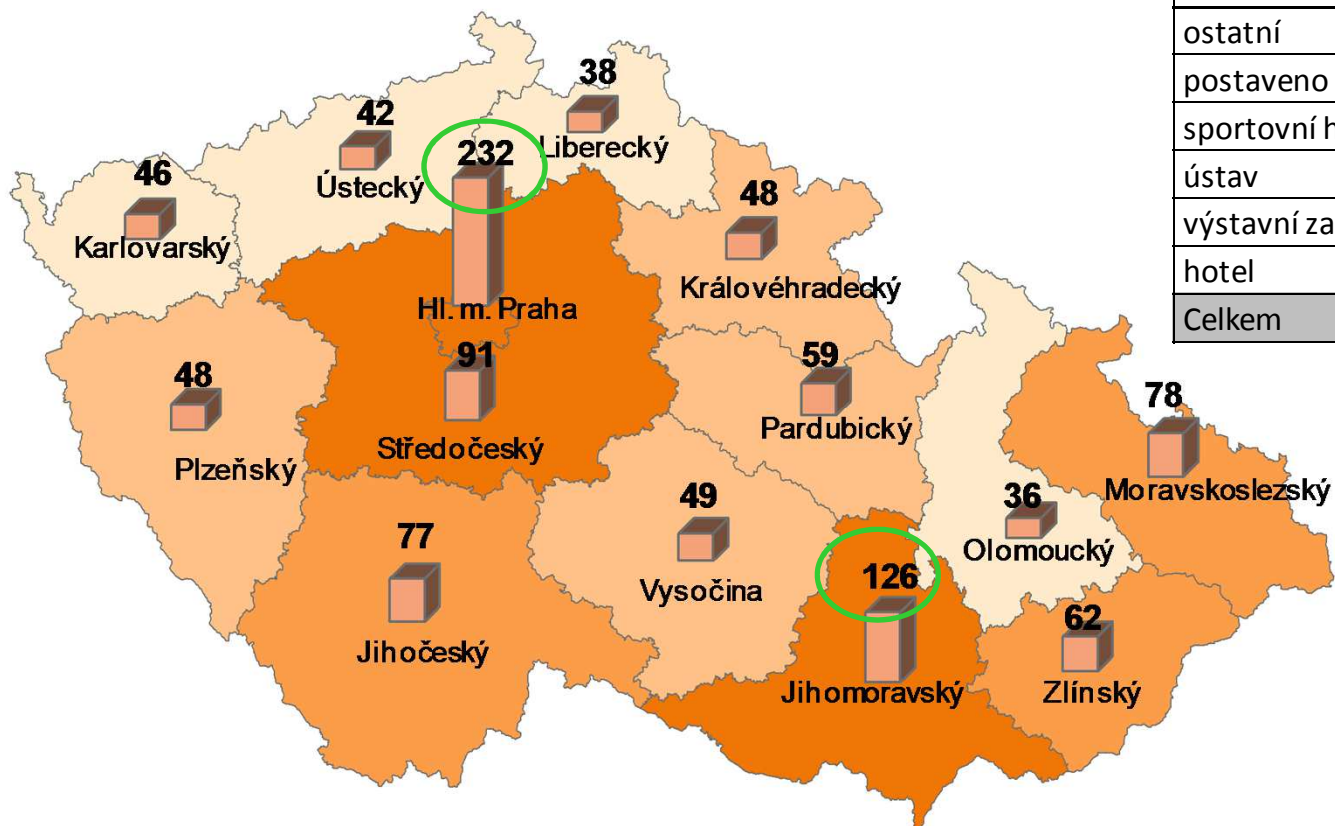 ostatní
postaveno
sportovní h
ústav
výstavní za
hotel
Celkem
38
Liberecký
42
Ústecký
232
Hl. m. Praha
46
Karlovarský
48
Královéhradecký
91
Středočeský
59
Pardubický
48
Plzeňský
78
Moravskoslezský
49
Vysočina
36
Olomoucký
77
Jihočeský
126
Jihomoravský
62
Zlínský